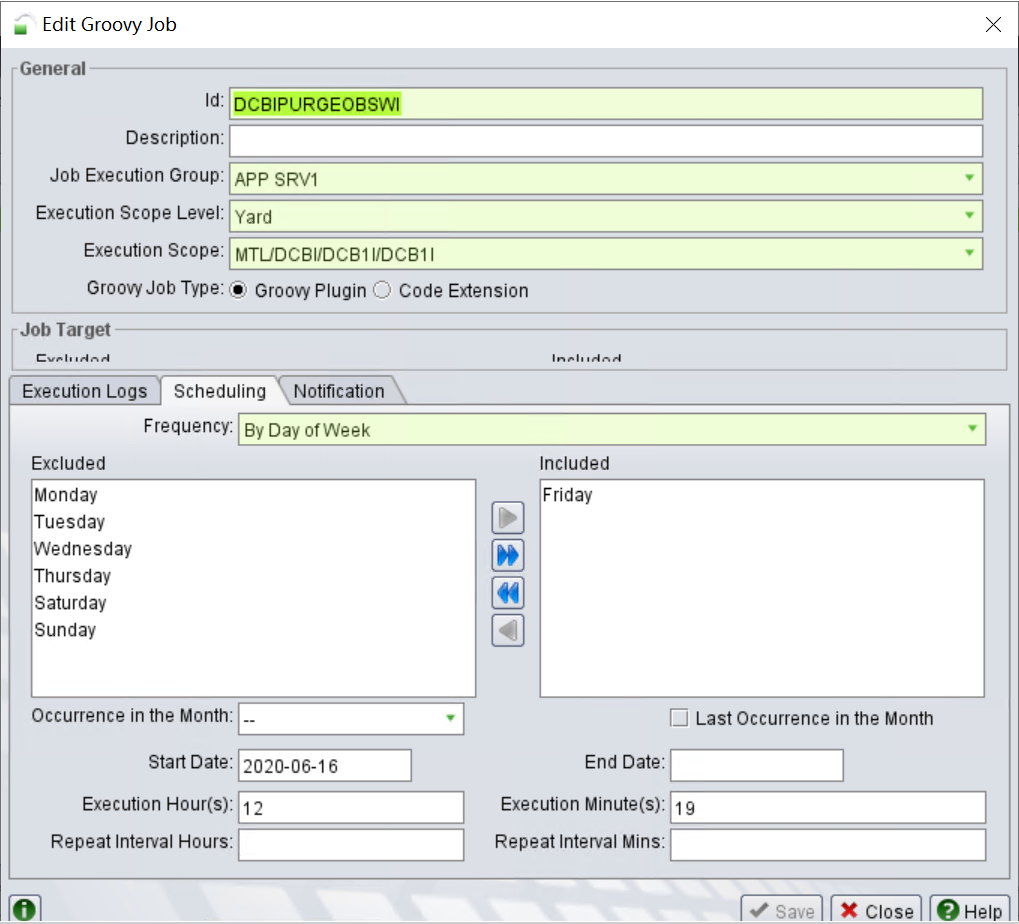 Edit Groovy Job
General
Id: DCBIPURGEOBSWI
Description:
Job Execution Group: APP SRV1
Execution Scope Level: Yard
Execution Scope: MTL/DCBI/DCB1I/DCB1I
Groovy Job Type: Groovy Plugin Code Extension
Job Target
Excluded Included
Execution Logs Scheduling Notification
Frequency: By Day of Week
Excluded Included
Monday Friday
Tuesday
Wednesday
Thursday
Saturday
Sunday
Occurrence in the Month: -- Last Occurrence in the Month
Start Date: 2020-06-16 End Date:
Execution Hour(s): 12 Execution Minute(s): 19
Repeat Interval Hours: Repeat Interval Mins:
Save Close Help